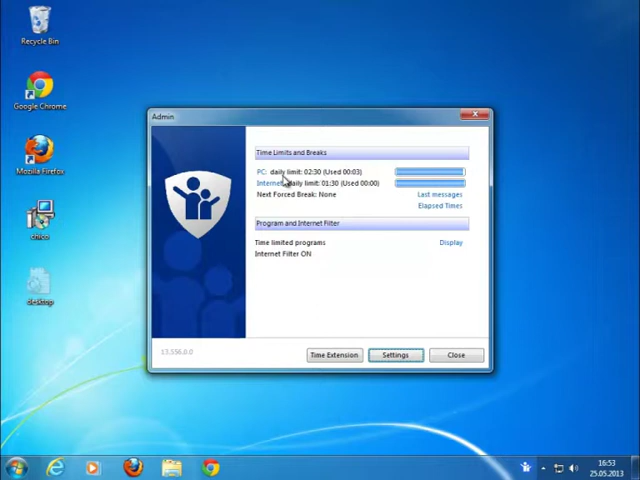 Recycle Bin
Google Chrome
Mozilla Firefox
chico
desktop
Admin
Time Limits and Breaks
PC: daily limit: 02:30 (Used 00:03)
Internet: daily limit: 01:30 (Used 00:00)
Next Forced Break: None
Last messages
Elapsed Times
Program and Internet Filter
Time limited programs
Display
Internet Filter ON
13.556.0.0
Time Extension
Settings
Close
16:53
25.05.2013